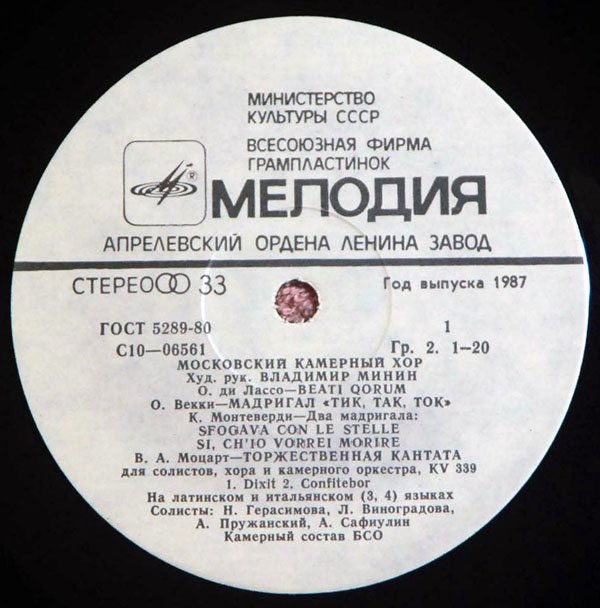 МИНИСТЕРСТВО
КУЛЬТУРЫ СССР
ВСЕСОЮЗНАЯ ФИРМА
ГРАМПЛАСТИНОК
®
МЕЛОДИЯ
АПРЕЛЕВСКИЙ ОРДЕНА ЛЕНИНА ЗАВОД
СТЕРЕО 33 Год выпуска 1987
ГОСТ 5289-80 1
С10—06561 Гр. 2. 1—20
МОСКОВСКИЙ КАМЕРНЫЙ ХОР
Худ. рук. ВЛАДИМИР МИНИН
О. ди Лассо—BEATI QORUM
О. Векки—МАДРИГАЛ «ТИК, ТАК, ТОК»
К. Монтеверди—Два мадригала:
SFOGAVA CON LE STELLE
SI, CH'IO VORREI MORIRE
В. А. Моцарт—ТОРЖЕСТВЕННАЯ КАНТАТА
для солистов, хора и камерного оркестра, KV 339
1. Dixit 2. Confitebor
На латинском и итальянском (3, 4) языках
Солисты: Н. Герасимова, Л. Виноградова,
А. Пружанский, А. Сафиулин
Камерный состав БСО